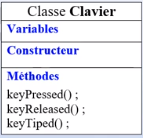 Classe Clavier
Variables
Constructeur
Méthodes
keyPressed() ;
keyReleased() ;
keyTiped() ;